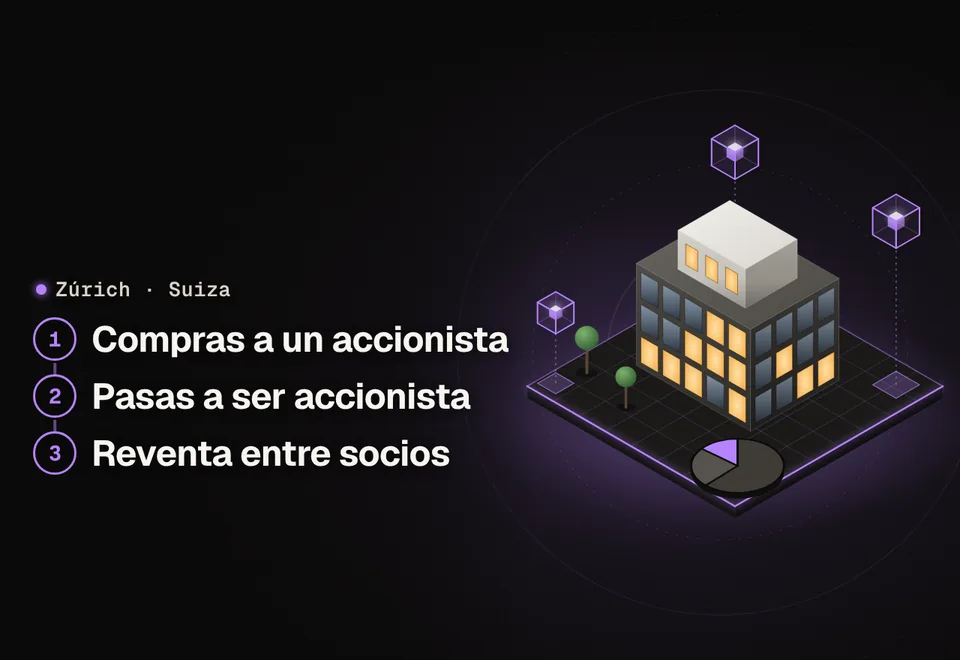 Zúrich · Suiza
1 Compras a un accionista
2 Pasas a ser accionista
3 Reventa entre socios